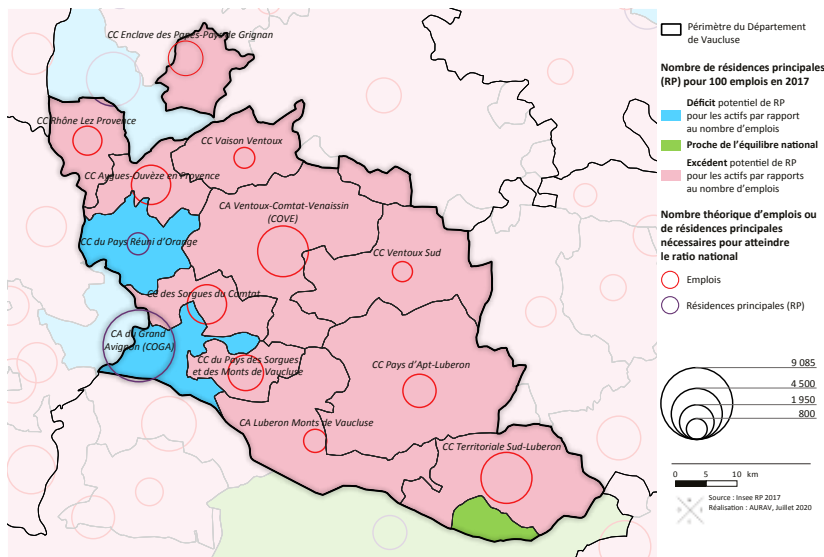 CC Enclave des Papes-Pays de Grignan
CC Rhône Lez Provence
CC Vaison Ventoux
CC Aygues-Ouvèze en Provence
CA Ventoux-Comtat-Venaissin
(COVE)
CC du Pays Réuni d'Orange
CC Ventoux Sud
CC des Sorgues du Comtat
CA du Grand
Avignon (COGA)
CC du Pays des Sorgues
et des Monts de Vaucluse
CC Pays d'Apt-Luberon
CA Luberon Monts de Vaucluse
CC Territoriale Sud-Luberon
Périmètre du Département
de Vaucluse
Nombre de résidences principales
(RP) pour 100 emplois en 2017
Déficit potentiel de RP
pour les actifs par rapport
au nombre d'emplois
Proche de l'équilibre national
Excédent potentiel de RP
pour les actifs par rapports
au nombre d'emplois
Nombre théorique d'emplois ou
de résidences principales
nécessaires pour atteindre
le ratio national
Emplois
Résidences principales (RP)
9 085
4 500
1 950
800
0 5 10 km
Source : Insee RP 2017
Réalisation : AURAV, Juillet 2020